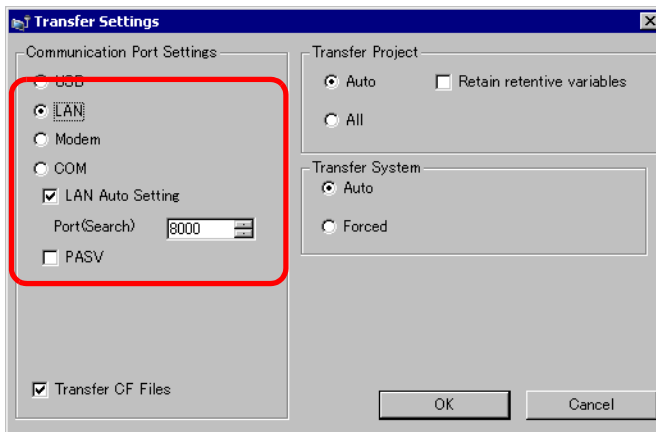 Transfer Settings
Communication Port Settings
USB
LAN
Modem
COM
LAN Auto Setting
Port(Search) 8000
PASV
Transfer CF Files
Transfer Project
Auto
Retain retentive variables
All
Transfer System
Auto
Forced
OK
Cancel